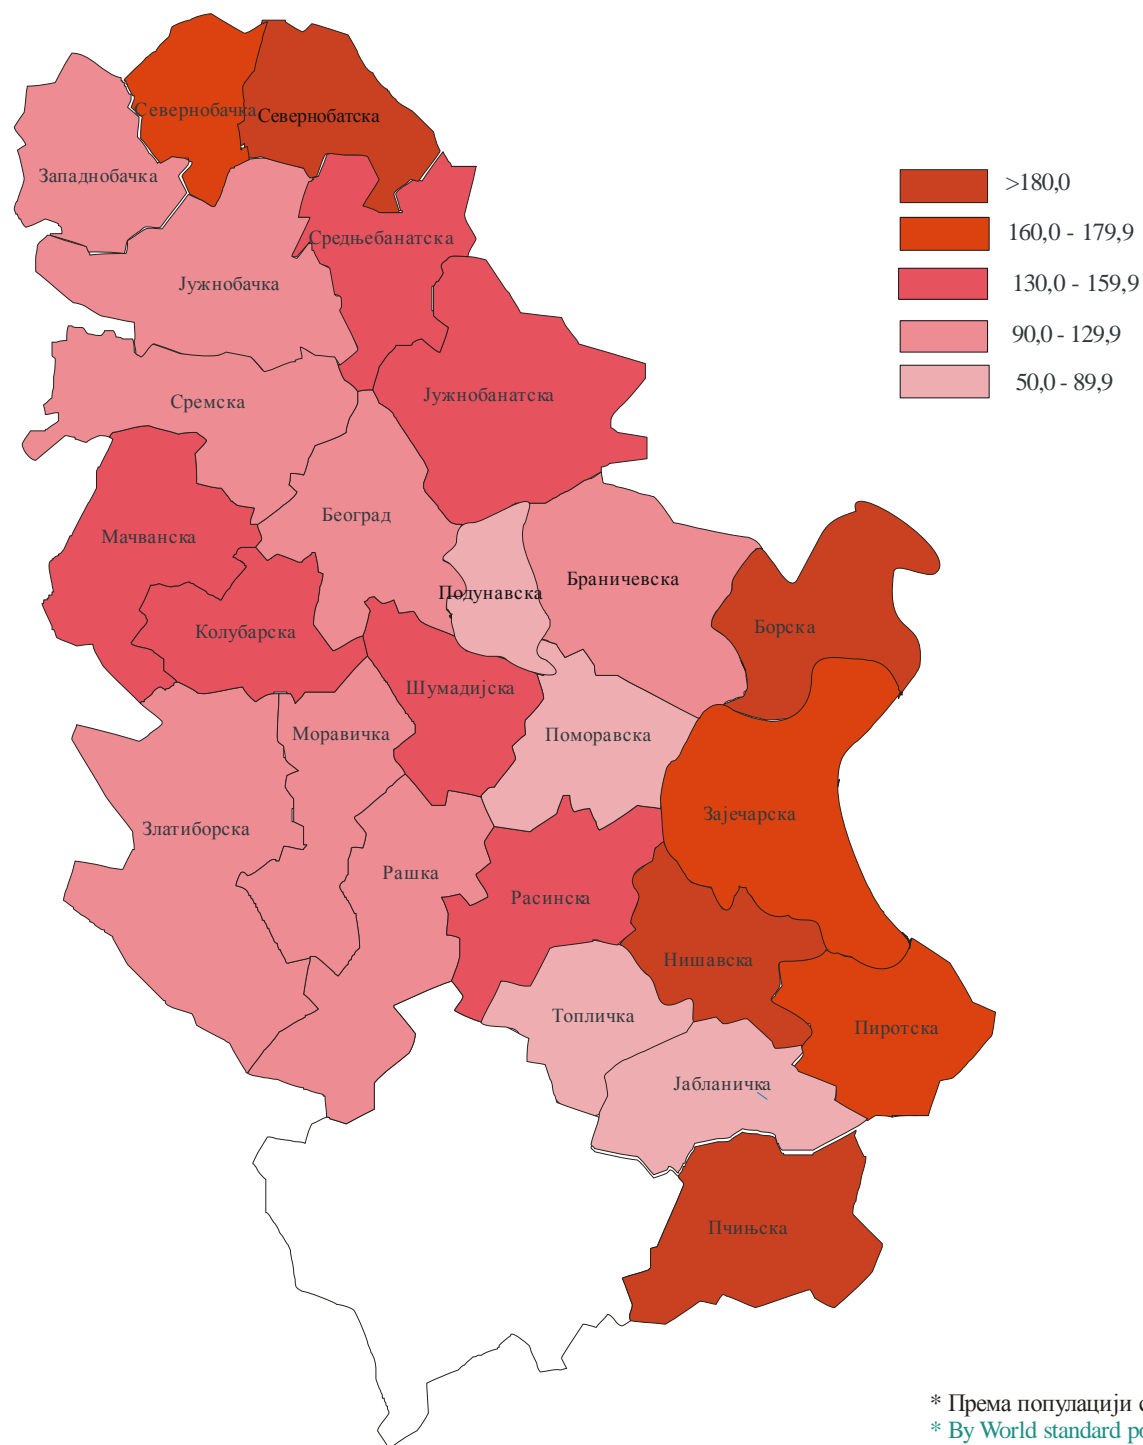 Севернобачка
Севернобатска
Западнобачка
>180,0
160,0 - 179,9
Средњебанатска
130,0 - 159,9
Јужнобачка
90,0 - 129,9
50,0 - 89,9
Јужнобанатска
Сремска
Београд
Мачванска
Браничевска
Подунавска
Борска
Колубарска
Шумадијска
Моравичка
Поморавска
Зајечарска
Златиборска
Рашка
Расинска
Нишавска
Топличка
Пиротска
Јабланичка
Пчињска
* Према популацији
* By World standard